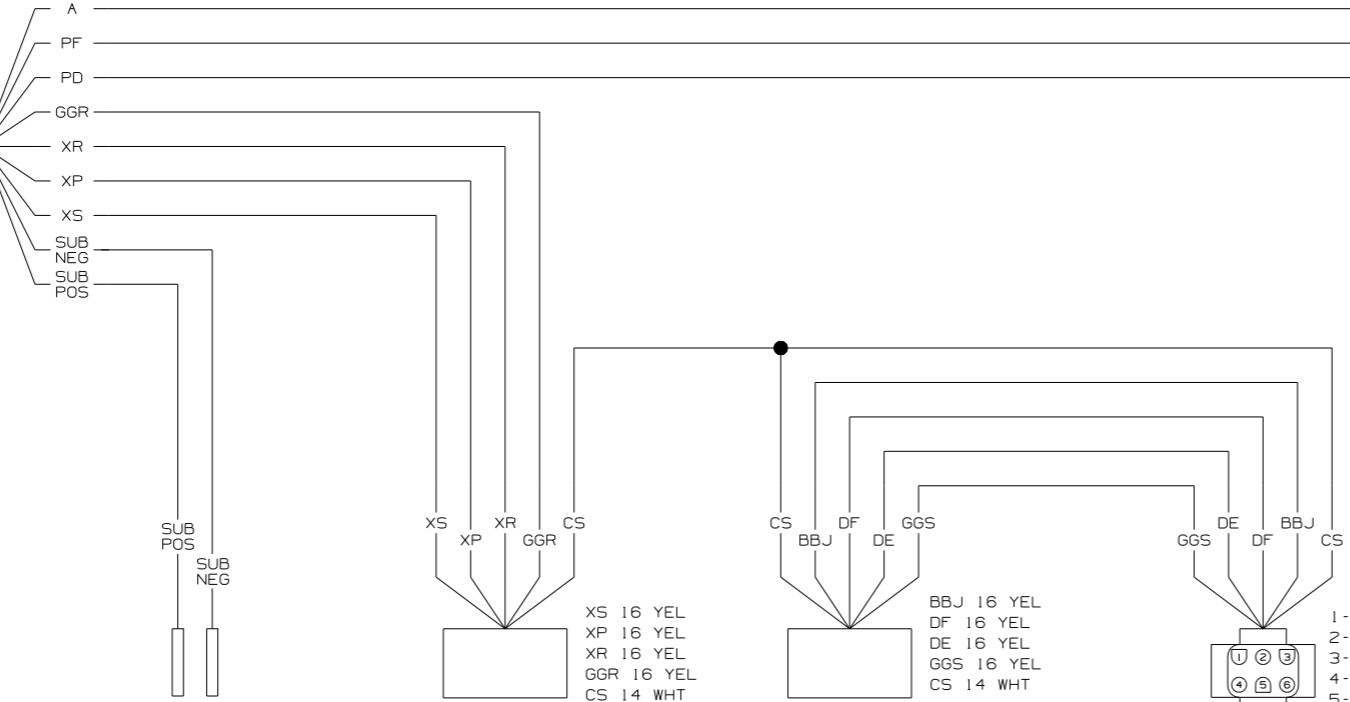 A
PF
PD
GGR
XR
XP
XS
SUB
NEG
SUB
POS
SUB
POS
SUB
NEG
XS
XP
XR
GGR
CS
CS
BBJ
DF
DE
GGS
GGS
DE
DF
BBJ
CS
XS 16 YEL
XP 16 YEL
XR 16 YEL
GGR 16 YEL
CS 14 WHT
BBJ 16 YEL
DF 16 YEL
DE 16 YEL
GGS 16 YEL
CS 14 WHT
1 2 3
4 5 6
1-
2-
3-
4-
5-